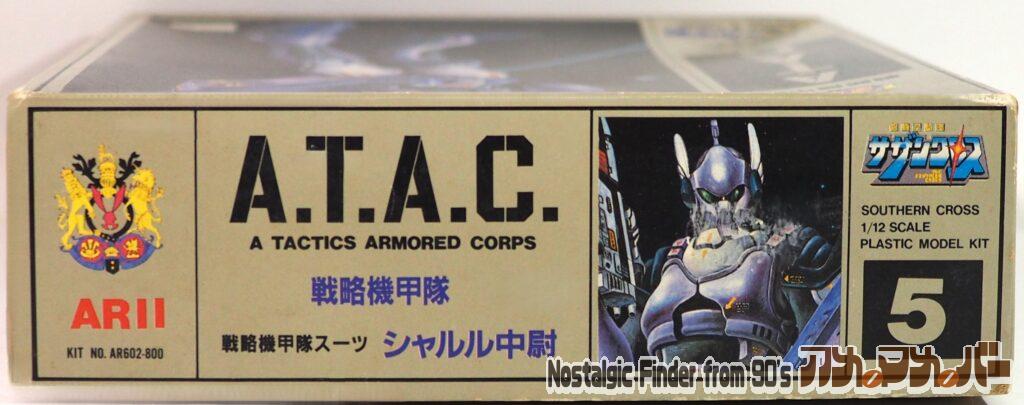 A.T.A.C.
A TACTICS ARMORED CORPS
戦略機甲隊
戦略機甲隊スーツ シャルル中尉
ARII
KIT NO. AR602-800
サザンクロス
SOUTHERN CROSS
1/12 SCALE
PLASTIC MODEL KIT
5
Nostalgic Finder from 90's